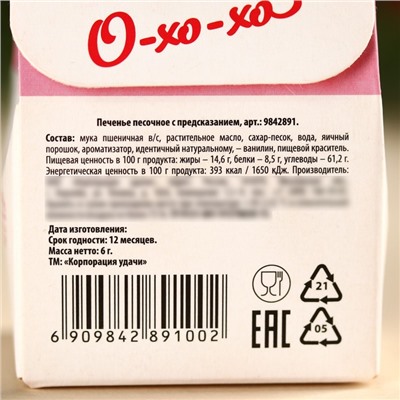 О-хо-хо
Печенье песочное с предсказанием, арт.: 9842891.
Состав: мука пшеничная в/с, растительное масло, сахар-песок, вода, яичный
порошок, ароматизатор, идентичный натуральному, – ванилин, пищевой краситель.
Пищевая ценность в 100 г продукта: жиры – 14,6 г, белки – 8,5 г, углеводы – 61,2 г.
Энергетическая ценность в 100 г продукта: 393 ккал / 1650 кДж. Производитель:
Дата изготовления:
Срок годности: 12 месяцев.
Масса нетто: 6 г.
ТМ: «Корпорация удачи»
21
05
EAC
6 909842 891002